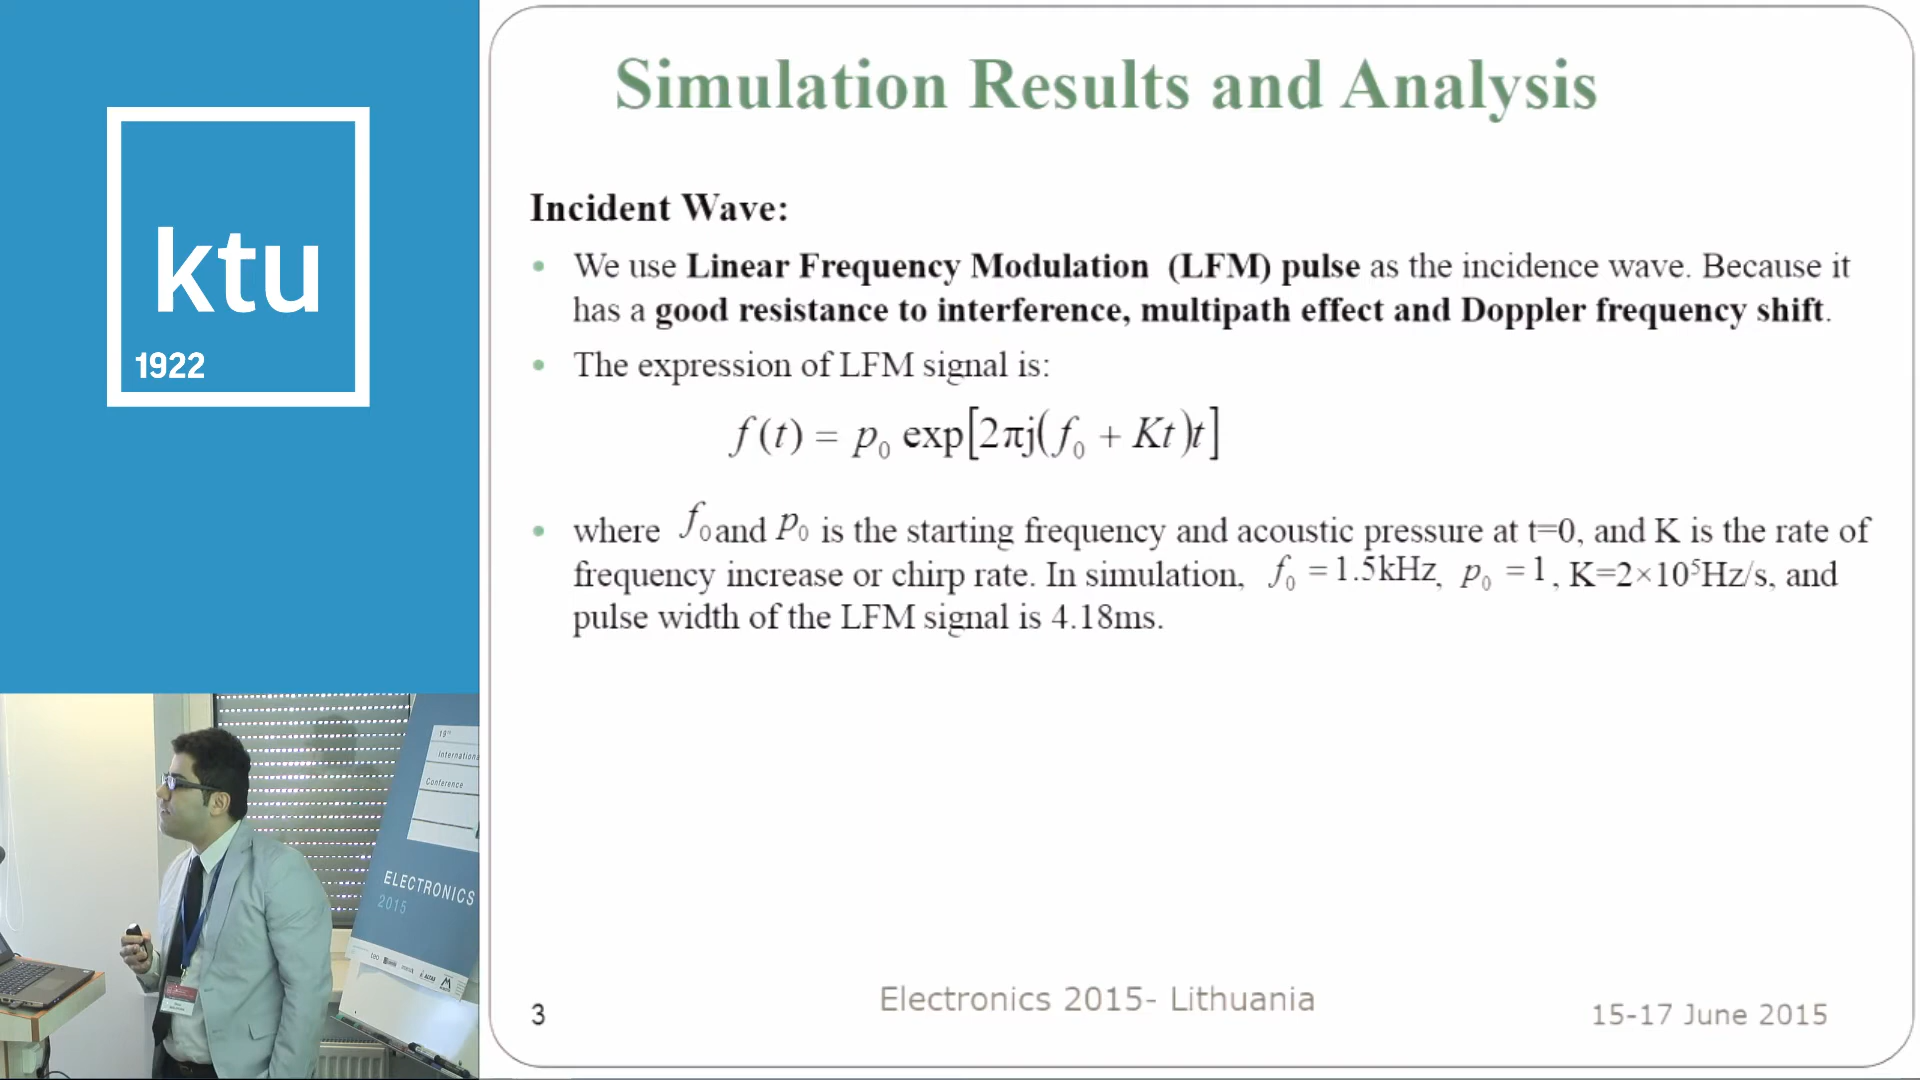 ktu
1922
Simulation Results and Analysis
Incident Wave:
• We use Linear Frequency Modulation (LFM) pulse as the incidence wave. Because it
has a good resistance to interference, multipath effect and Doppler frequency shift.
• The expression of LFM signal is:
f(t) = p₀ exp[2πj(f₀ + Kt)t]
• where f₀ and p₀ is the starting frequency and acoustic pressure at t=0, and K is the rate of
frequency increase or chirp rate. In simulation, f₀ = 1.5kHz, p₀ = 1, K=2×10⁵Hz/s, and
pulse width of the LFM signal is 4.18ms.
3
Electronics 2015- Lithuania
15-17 June 2015
19th
Internationa
Conference
ELECTRONICS
2015